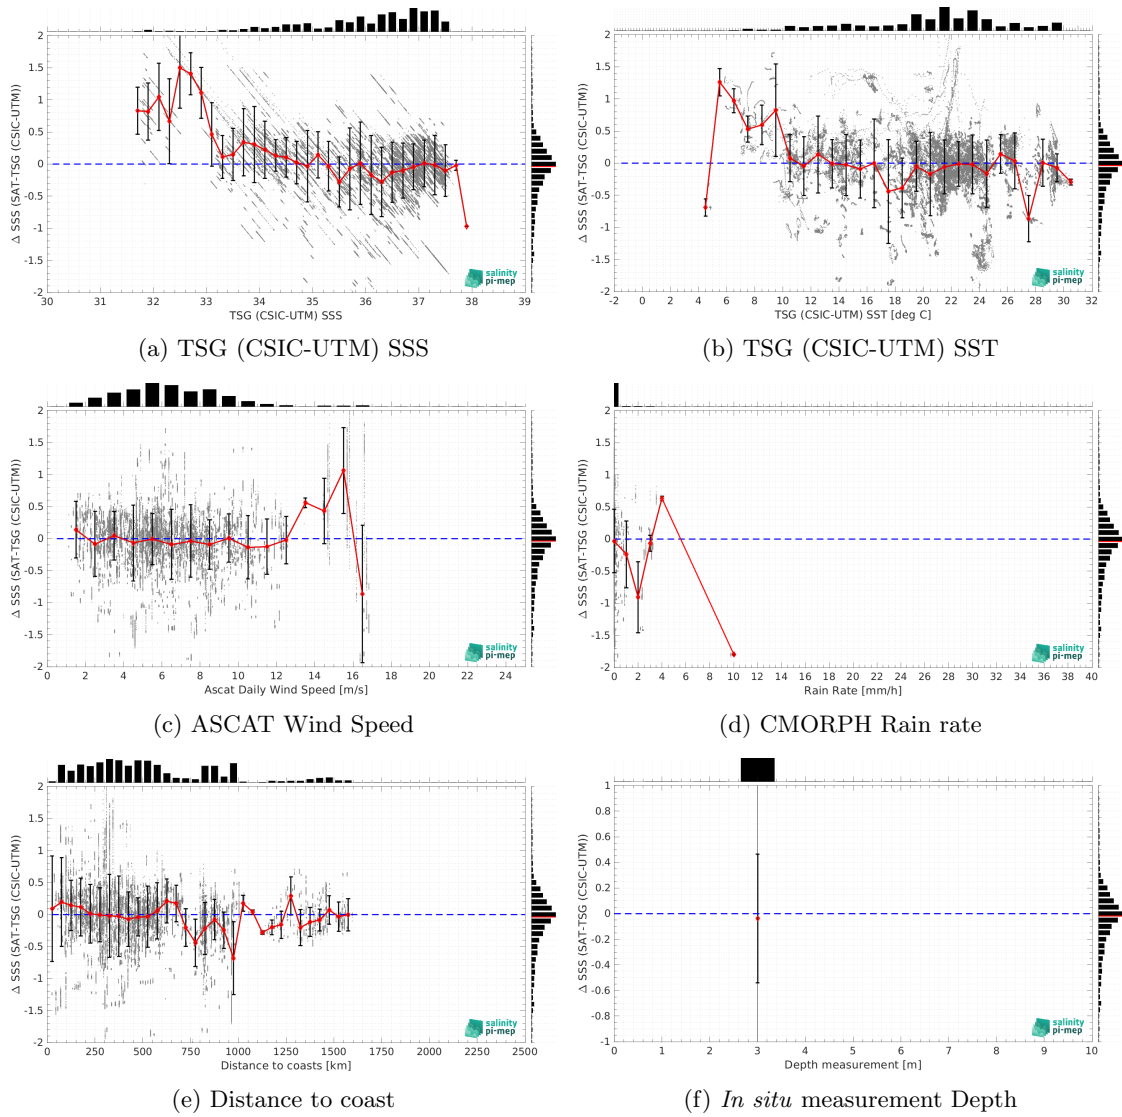 2
1.5
1
0.5
0
-0.5
-1
-1.5
-2
Δ SSS (SAT-TSG (CSIC-UTM))
30 31 32 33 34 35 36 37 38 39
TSG (CSIC-UTM) SSS
salinity
pi-mep
(a) TSG (CSIC-UTM) SSS
2
1.5
1
0.5
0
-0.5
-1
-1.5
-2
Δ SSS (SAT-TSG (CSIC-UTM))
-2 0 2 4 6 8 10 12 14 16 18 20 22 24 26 28 30 32
TSG (CSIC-UTM) SST [deg C]
salinity
pi-mep
(b) TSG (CSIC-UTM) SST
2
1.5
1
0.5
0
-0.5
-1
-1.5
-2
Δ SSS (SAT-TSG (CSIC-UTM))
0 2 4 6 8 10 12 14 16 18 20 22 24
Ascat Daily Wind Speed [m/s]
salinity
pi-mep
(c) ASCAT Wind Speed
2
1.5
1
0.5
0
-0.5
-1
-1.5
-2
Δ SSS (SAT-TSG (CSIC-UTM))
0 2 4 6 8 10 12 14 16 18 20 22 24 26 28 30 32 34 36 38 40
Rain Rate [mm/h]
salinity
pi-mep
(d) CMORPH Rain rate
2
1.5
1
0.5
0
-0.5
-1
-1.5
-2
Δ SSS (SAT-TSG (CSIC-UTM))
0 250 500 750 1000 1250 1500 1750 2000 2250 2500
Distance to coasts [km]
salinity
pi-mep
(e) Distance to coast
1
0.8
0.6
0.4
0.2
0
-0.2
-0.4
-0.6
-0.8
-1
Δ SSS (SAT-TSG (CSIC-UTM))
0 1 2 3 4 5 6 7 8 9 10
Depth measurement [m]
salinity
pi-mep
(f) In situ measurement Depth